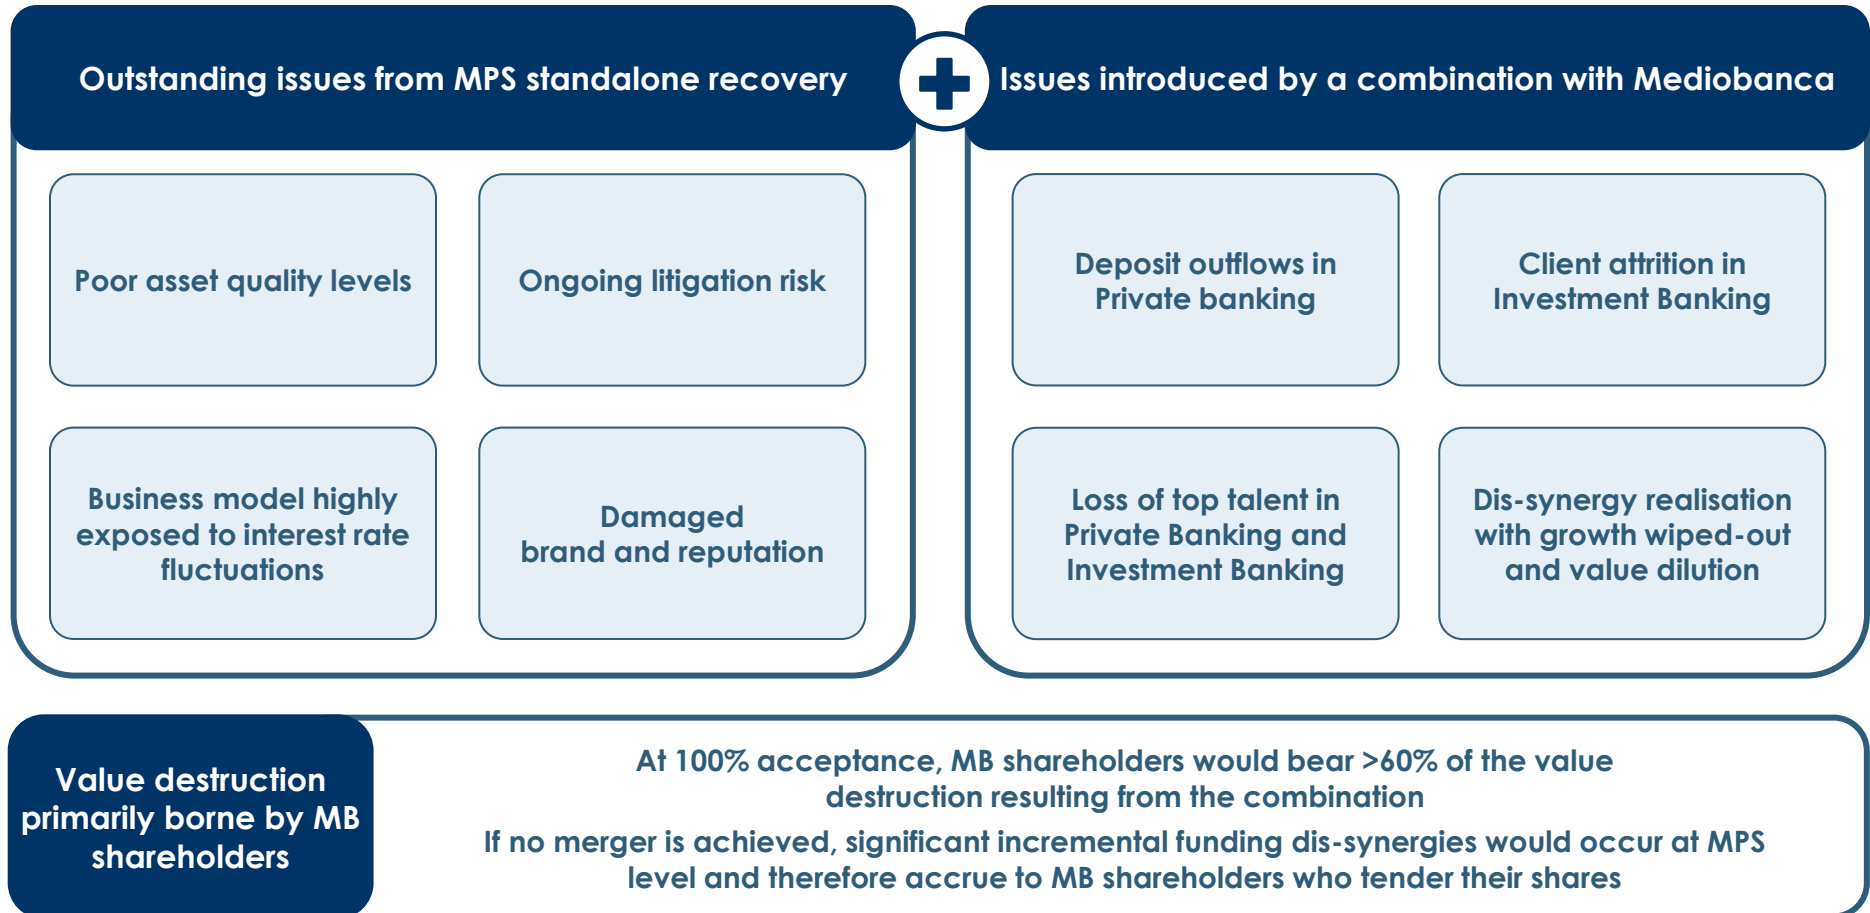 Outstanding issues from MPS standalone recovery
Issues introduced by a combination with Mediobanca
Poor asset quality levels
Ongoing litigation risk
Business model highly
exposed to interest rate
fluctuations
Damaged
brand and reputation
Deposit outflows in
Private banking
Client attrition in
Investment Banking
Loss of top talent in
Private Banking and
Investment Banking
Dis-synergy realisation
with growth wiped-out
and value dilution
Value destruction
primarily borne by MB
shareholders
At 100% acceptance, MB shareholders would bear >60% of the value
destruction resulting from the combination
If no merger is achieved, significant incremental funding dis-synergies would occur at MPS
level and therefore accrue to MB shareholders who tender their shares